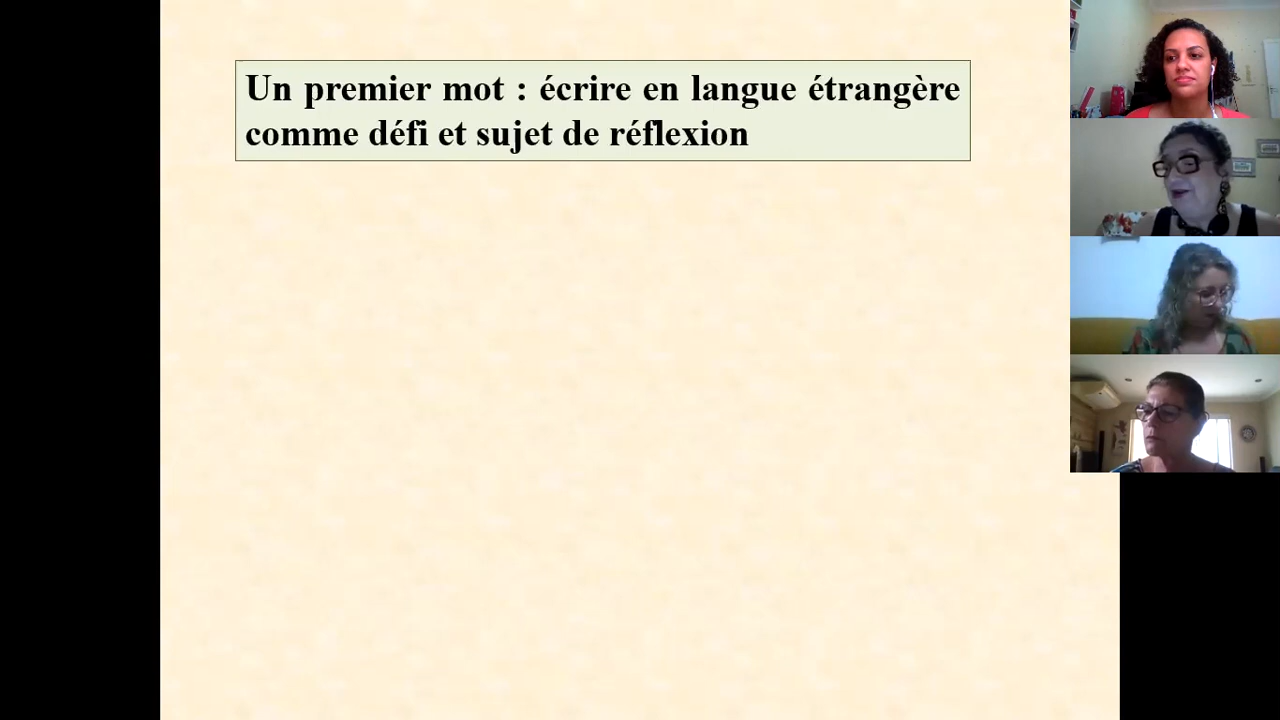 Un premier mot : écrire en langue étrangère
comme défi et sujet de réflexion